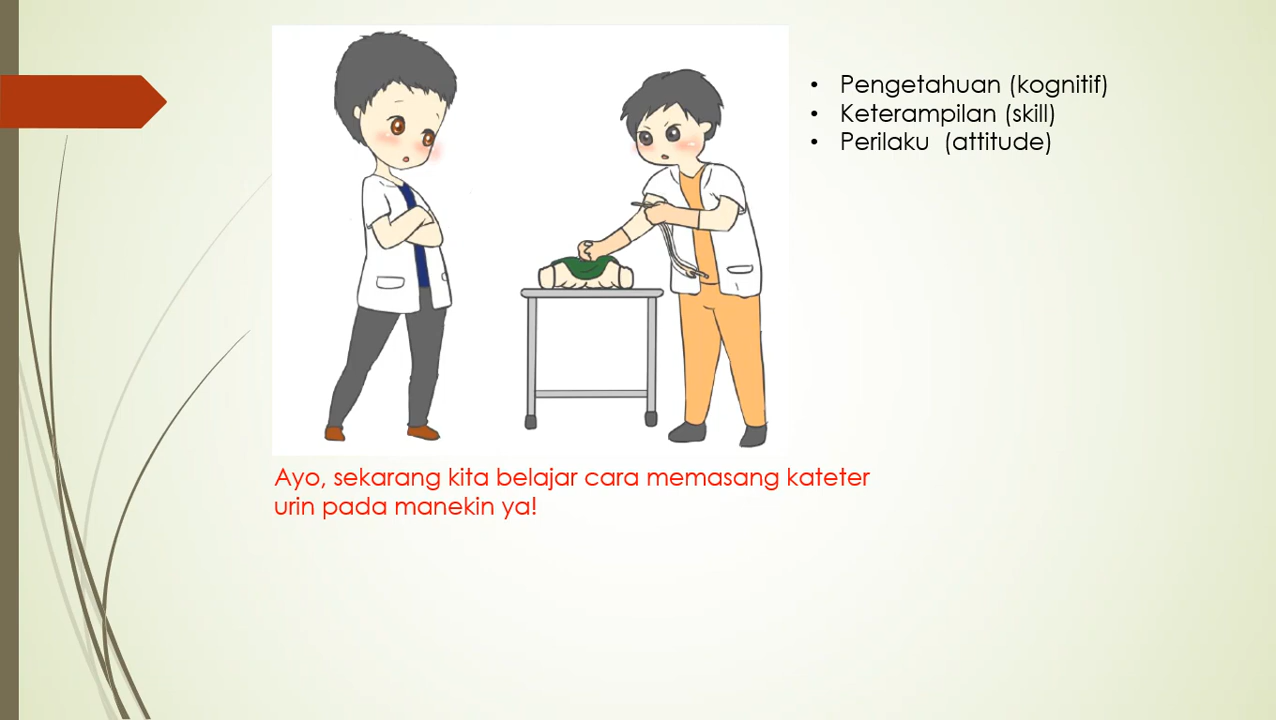 • Pengetahuan (kognitif)
• Keterampilan (skill)
• Perilaku (attitude)
Ayo, sekarang kita belajar cara memasang kateter
urin pada manekin ya!